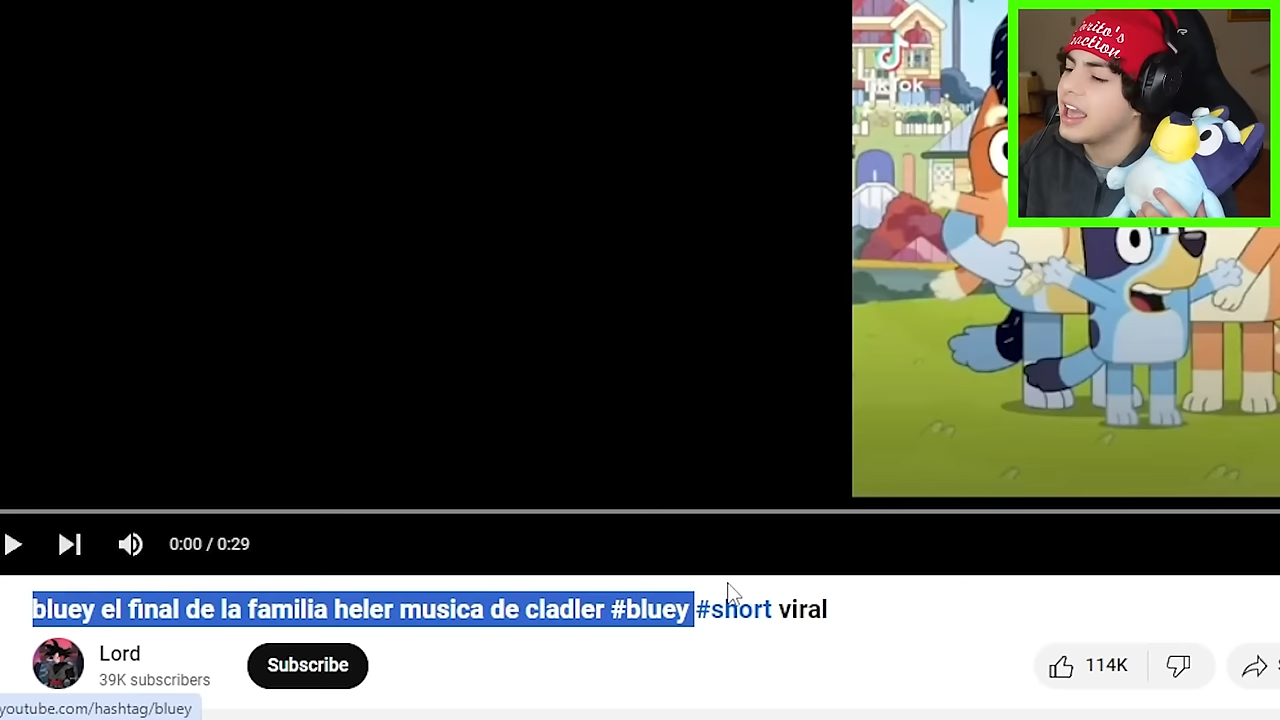 TikTok
0:00 / 0:29
bluey el final de la familia heler musica de cladler #bluey #short viral
Lord
39K subscribers
Subscribe
114K
youtube.com/hashtag/bluey